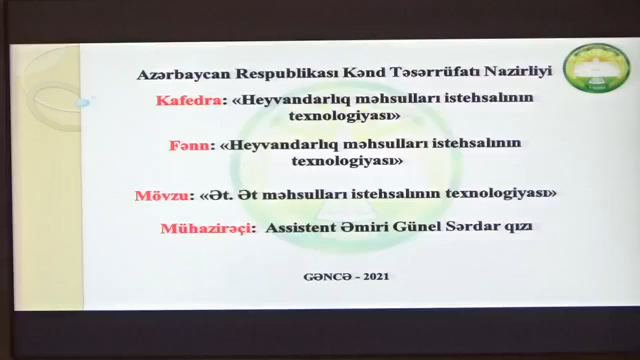 Azərbaycan Respublikası Kənd Təsərrüfatı Nazirliyi
Kafedra: «Heyvandarlıq məhsulları istehsalının
texnologiyası»
Fənn: «Heyvandarlıq məhsulları istehsalının
texnologiyası»
Mövzu: «Ət. Ət məhsulları istehsalının texnologiyası»
Mühazirəçi: Assistent Əmiri Günel Sərdar qızı
GƏNCƏ - 2021